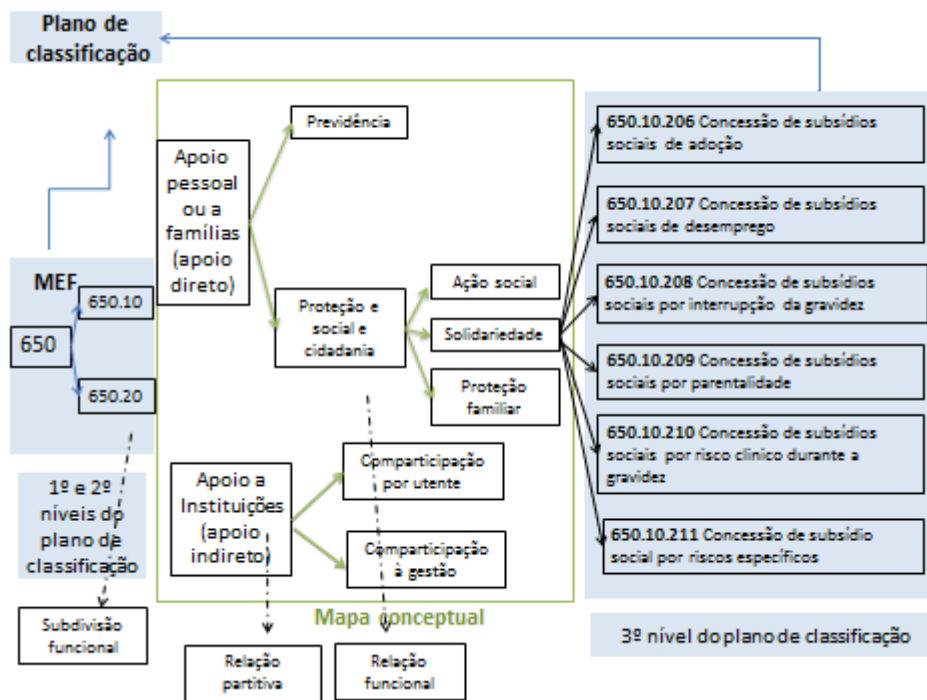 Plano de
classificação
MEF
650
650.10
650.20
1º e 2º
níveis do
plano de
classificação
Subdivisão
funcional
Apoio
pessoal
ou a
famílias
(apoio
direto)
Previdência
Proteção e
social e
cidadania
Ação social
Solidariedade
Proteção
familiar
Apoio a
Instituições
(apoio
indireto)
Comparticipação
por utente
Comparticipação
à gestão
Mapa conceptual
Relação
partitiva
Relação
funcional
650.10.206 Concessão de subsídios
sociais de adoção
650.10.207 Concessão de subsídios
sociais de desemprego
650.10.208 Concessão de subsídios
sociais por interrupção da gravidez
650.10.209 Concessão de subsídios
sociais por parentalidade
650.10.210 Concessão de subsídios
sociais por risco clinico durante a
gravidez
650.10.211 Concessão de subsídio
social por riscos específicos
3º nível do plano de classificação